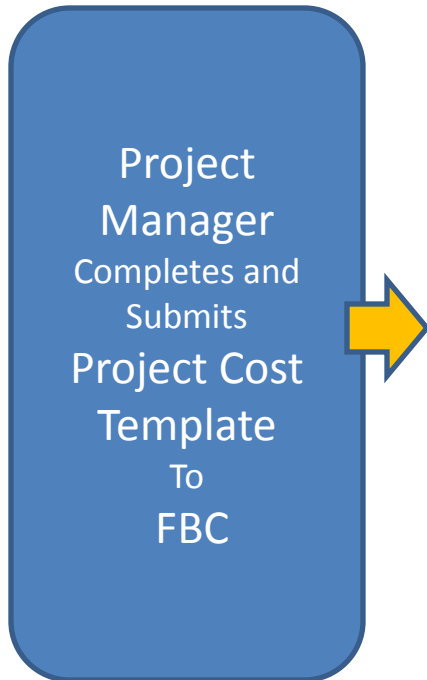 Project
Manager
Completes and
Submits
Project Cost
Template
To
FBC